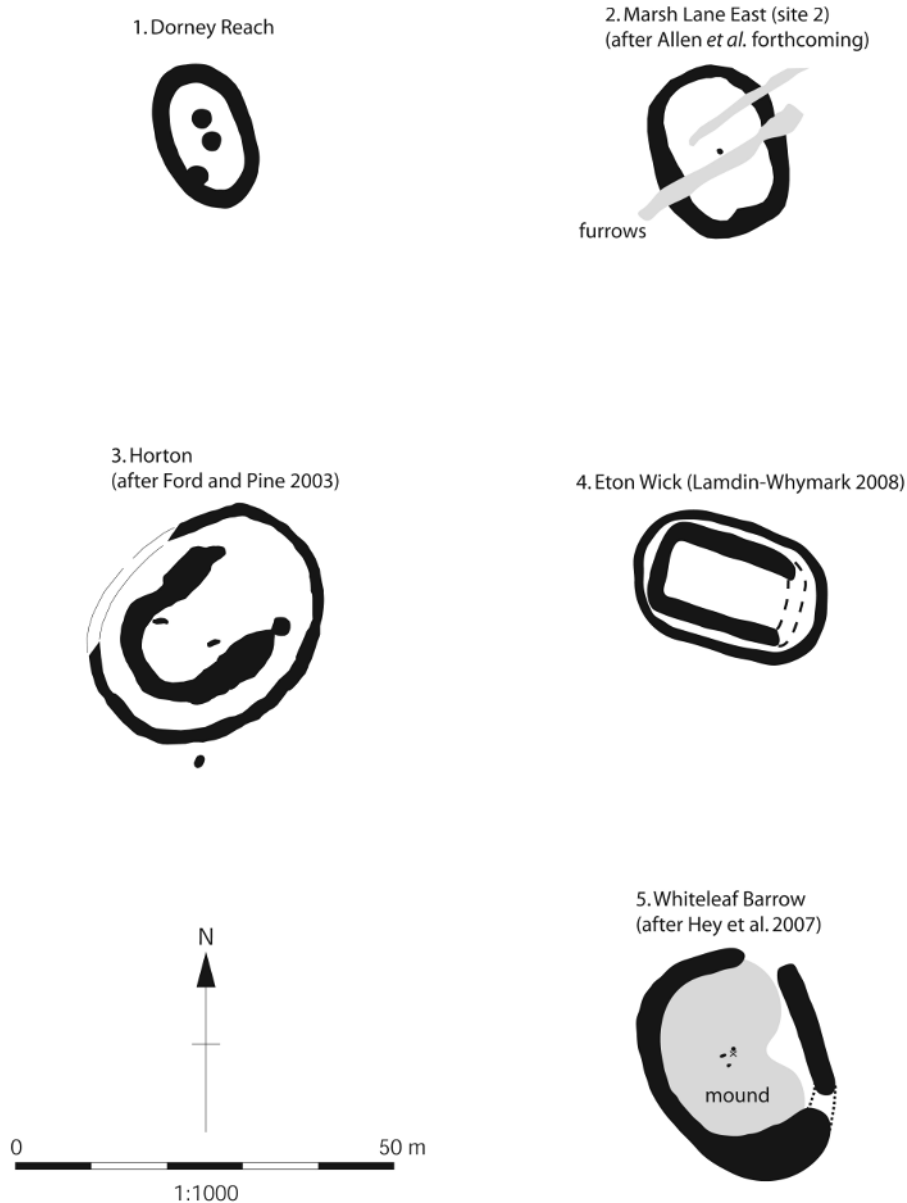 1. Dorney Reach
2. Marsh Lane East (site 2)
(after Allen et al. forthcoming)
furrows
3. Horton
(after Ford and Pine 2003)
4. Eton Wick (Lamdin-Whymark 2008)
5. Whiteleaf Barrow
(after Hey et al. 2007)
mound
N
0 50 m
1:1000